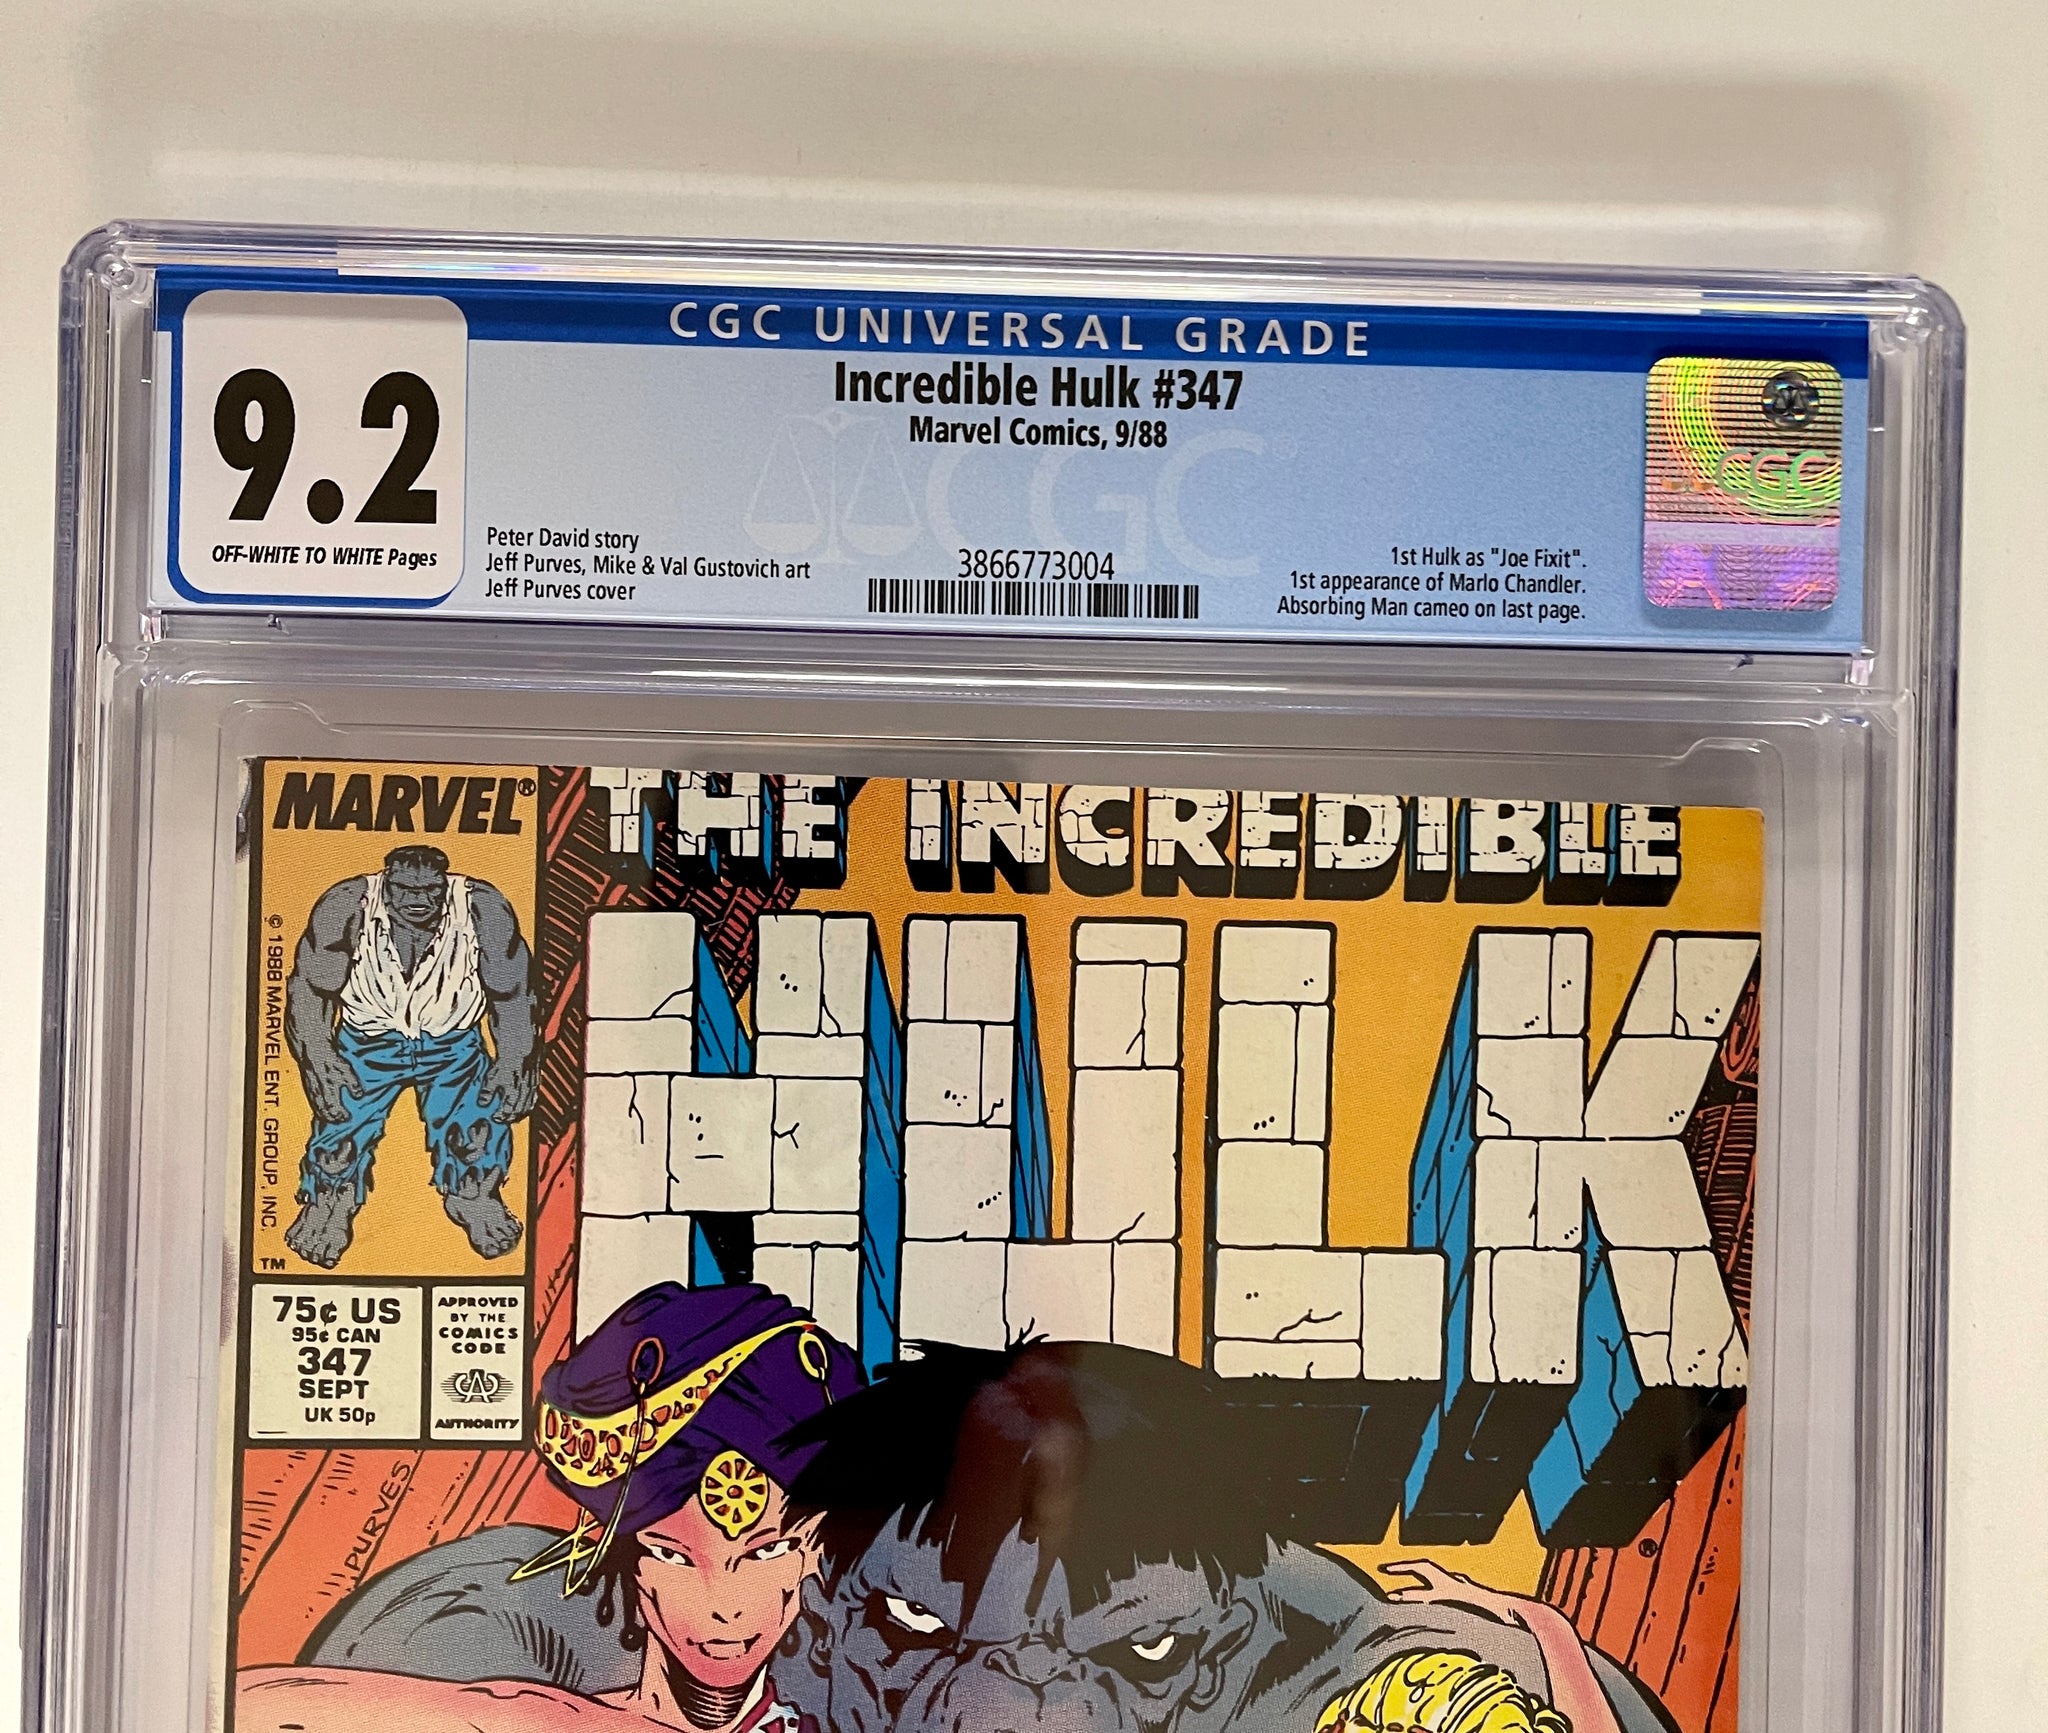 CGC UNIVERSAL GRADE
9.2
OFF-WHITE TO WHITE Pages
Incredible Hulk #347
Marvel Comics, 9/88
CGC
Peter David story
Jeff Purves, Mike & Val Gustovich art
Jeff Purves cover
3866773004
1st Hulk as "Joe Fixit".
1st appearance of Marlo Chandler.
Absorbing Man cameo on last page.
CGC
MARVEL®
© 1988 MARVEL ENT. GROUP, INC.
TM
THE INCREDIBLE
HULK
®
75¢ US
95¢ CAN
347
SEPT
UK 50p
APPROVED
BY THE
COMICS
CODE
CA
AUTHORITY
PURVES